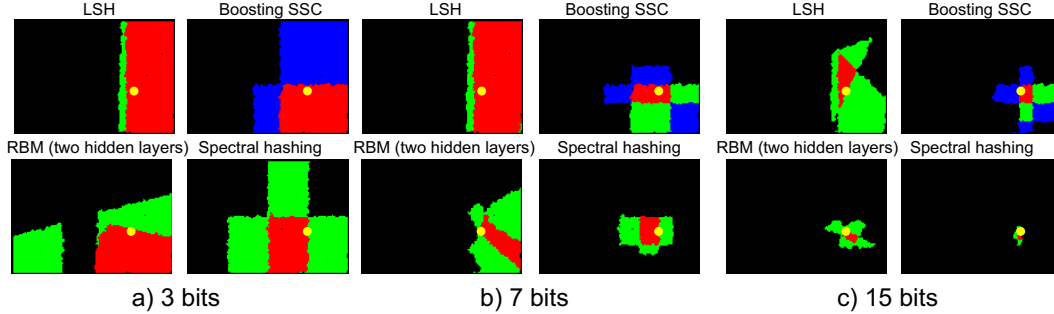 LSH Boosting SSC LSH Boosting SSC LSH Boosting SSC
RBM (two hidden layers) Spectral hashing RBM (two hidden layers) Spectral hashing RBM (two hidden layers) Spectral hashing
a) 3 bits b) 7 bits c) 15 bits